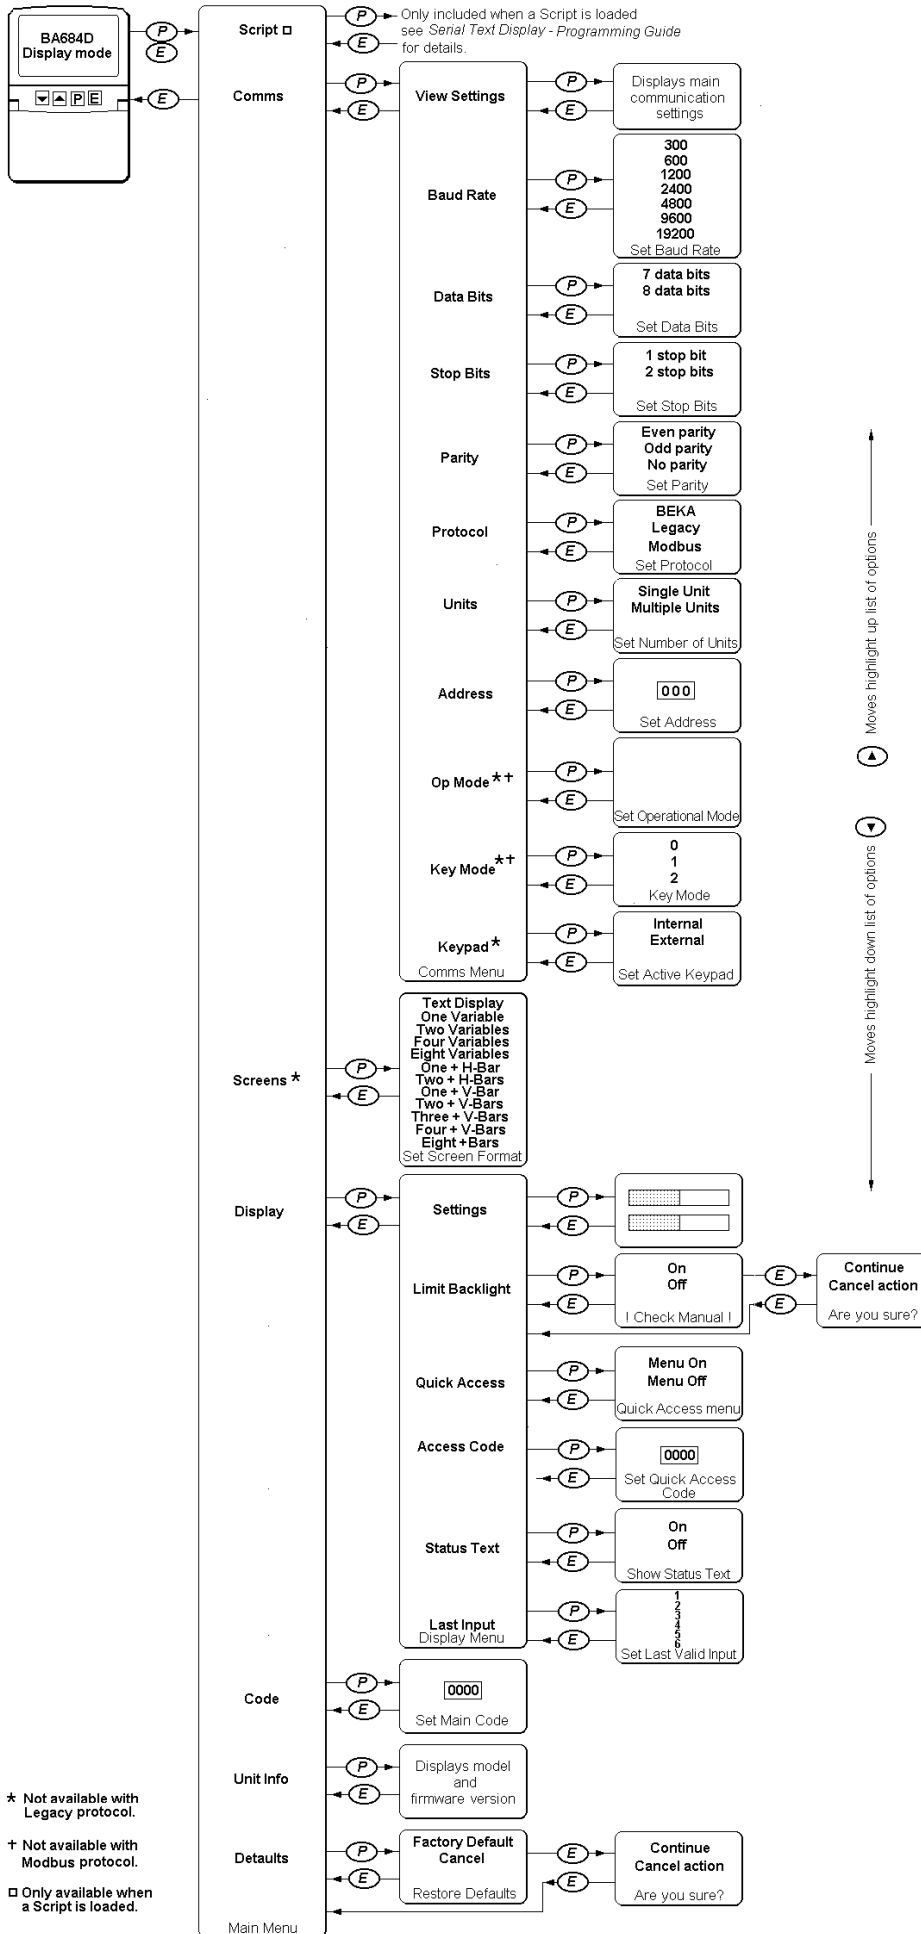 BA684D
Display mode
P E
P
E
E
Script □
P
E
Only included when a Script is loaded
see Serial Text Display - Programming Guide
for details.
Comms
P
E
View Settings
P
E
Displays main
communication
settings
Baud Rate
P
E
300
600
1200
2400
4800
9600
19200
Set Baud Rate
Data Bits
P
E
7 data bits
8 data bits
Set Data Bits
Stop Bits
P
E
1 stop bit
2 stop bits
Set Stop Bits
Parity
P
E
Even parity
Odd parity
No parity
Set Parity
Protocol
P
E
BEKA
Legacy
Modbus
Set Protocol
Units
P
E
Single Unit
Multiple Units
Set Number of Units
Address
P
E
000
Set Address
Op Mode *†
P
E
Set Operational Mode
Key Mode *†
P
E
0
1
2
Key Mode
Keypad *
P
E
Internal
External
Set Active Keypad
Comms Menu
Moves highlight up list of options
Moves highlight down list of options
Screens *
P
E
Text Display
One Variable
Two Variables
Four Variables
Eight Variables
One + H-Bar
Two + H-Bars
One + V-Bar
Two + V-Bars
Three + V-Bars
Four + V-Bars
Eight +Bars
Set Screen Format
Display
P
E
Settings
P
E
Limit Backlight
P
E
On
Off
! Check Manual !
E
E
Continue
Cancel action
Are you sure?
Quick Access
P
E
Menu On
Menu Off
Quick Access menu
Access Code
P
E
0000
Set Quick Access
Code
Status Text
P
E
On
Off
Show Status Text
Last Input
P
E
1
2
3
4
5
6
Set Last Valid Input
Display Menu
Code
P
E
0000
Set Main Code
Unit Info
P
E
Displays model
and
firmware version
Detaults
P
E
Factory Default
Cancel
Restore Defaults
E
E
Continue
Cancel action
Are you sure?
Main Menu
* Not available with
Legacy protocol.
† Not available with
Modbus protocol.
□ Only available when
a Script is loaded.